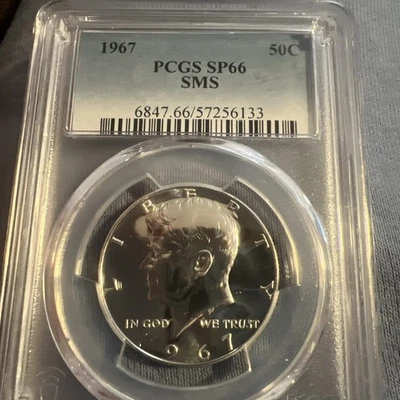 1967 50C
PCGS SP66
SMS
6847.66/57256133
LIBERTY
IN GOD WE TRUST
1967